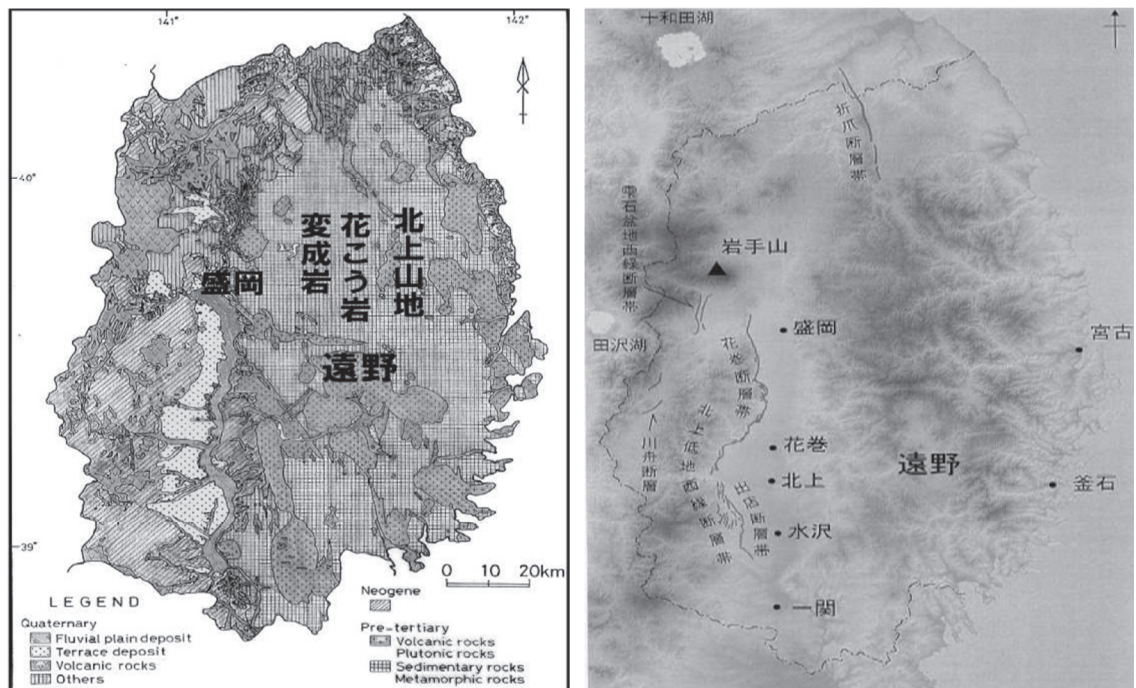 141°
142°
40°
39°
北上山地
花こう岩
変成岩
盛岡
遠野
0 10 20km
LEGEND
Quaternary
Fluvial plain deposit
Terrace deposit
Volcanic rocks
Others
Neogene
Pre-tertiary
Volcanic rocks
Plutonic rocks
Sedimentary rocks
Metamorphic rocks
十和田湖
折爪断層帯
雫石盆地西縁断層帯
岩手山
盛岡
宮古
田沢湖
花巻断層帯
北上低地西縁断層帯
川舟断層
花巻
遠野
北上
釜石
出店断層帯
水沢
一関